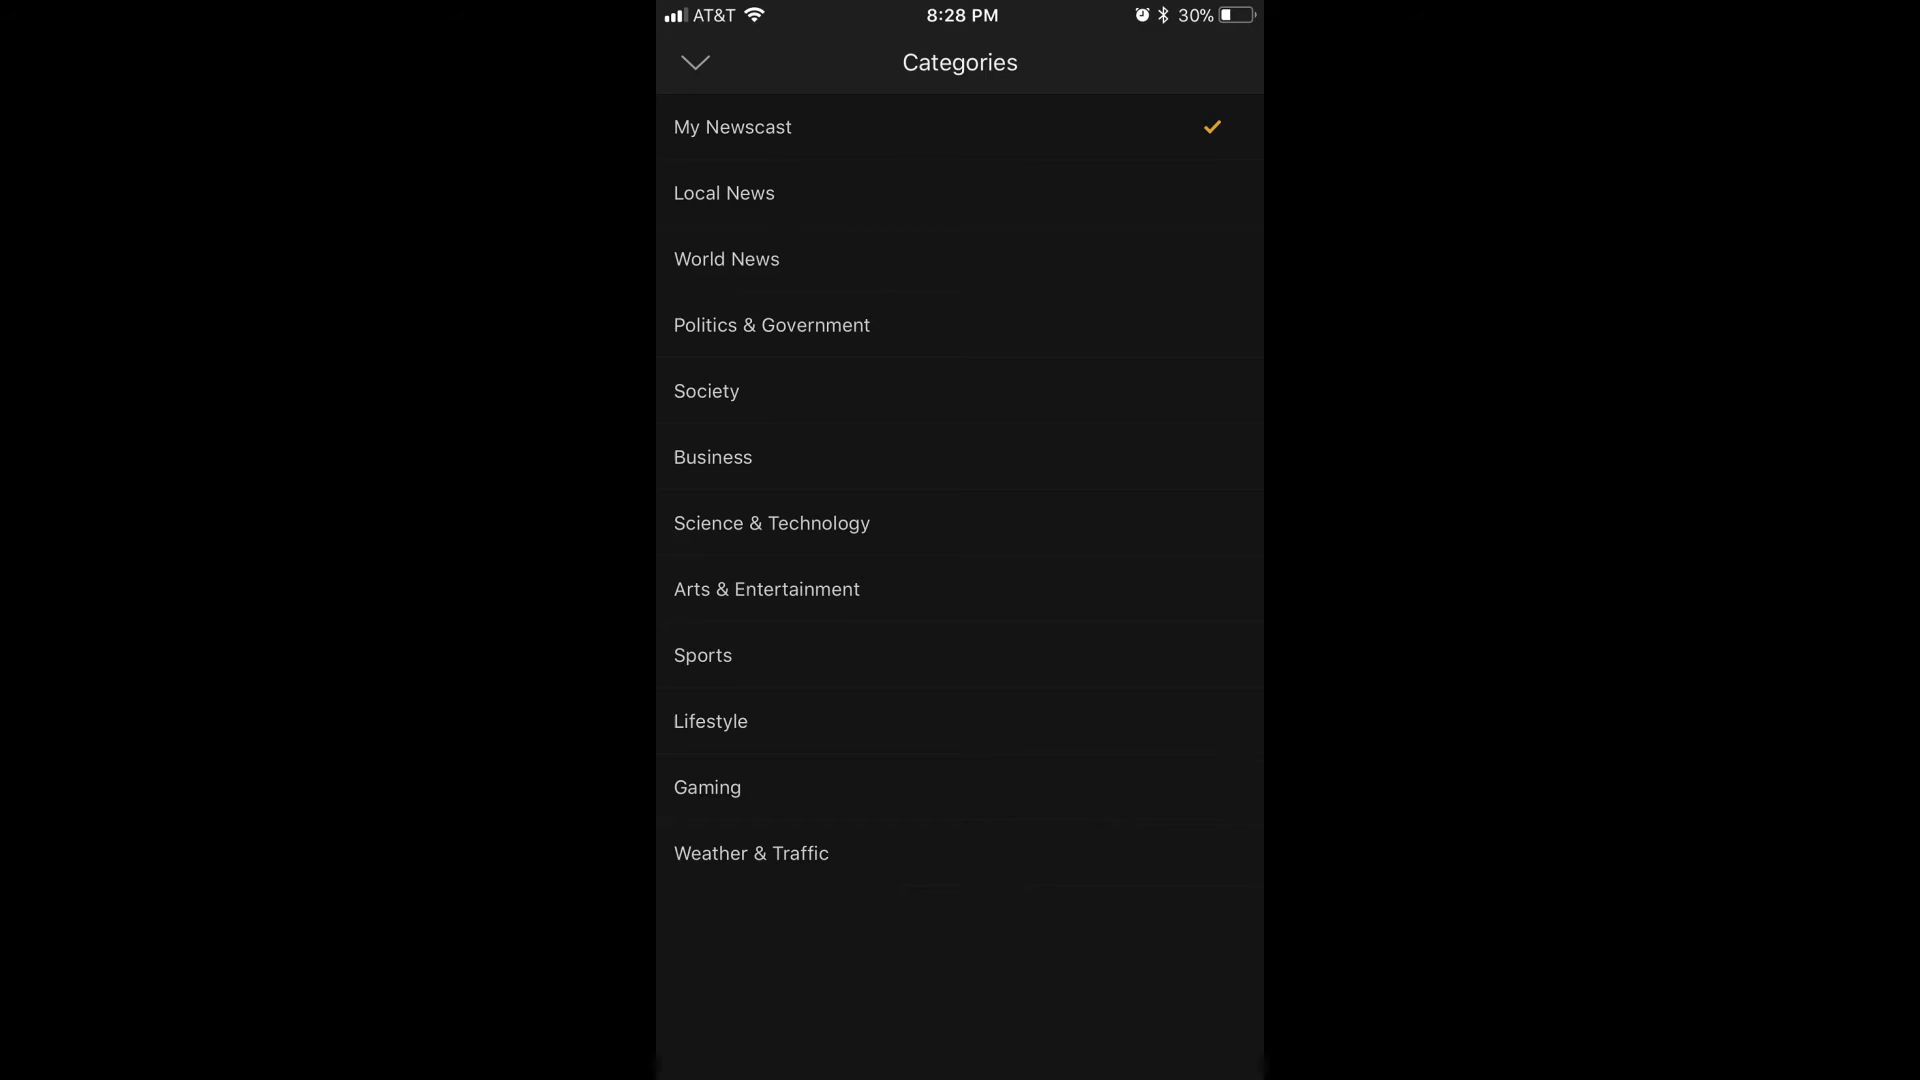 AT&T 8:28 PM 30%
Categories
My Newscast
Local News
World News
Politics & Government
Society
Business
Science & Technology
Arts & Entertainment
Sports
Lifestyle
Gaming
Weather & Traffic